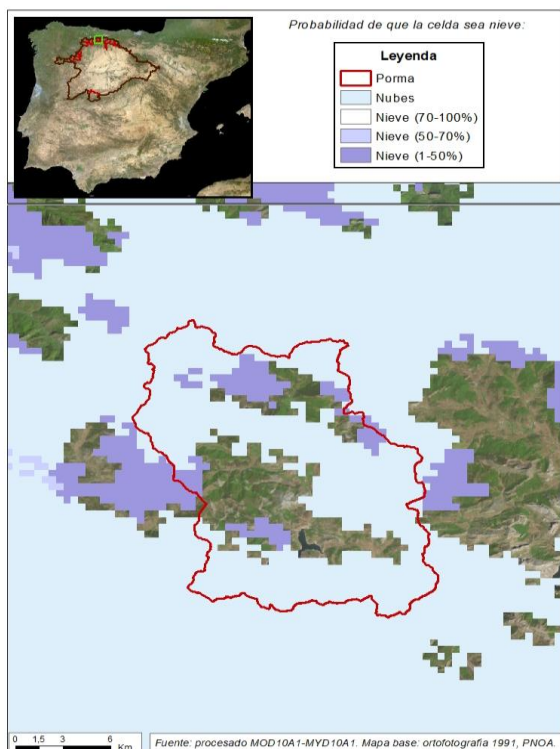 Probabilidad de que la celda sea nieve:
Leyenda
Porma
Nubes
Nieve (70-100%)
Nieve (50-70%)
Nieve (1-50%)
0 1,5 3 6
Km
Fuente: procesado MOD10A1-MYD10A1. Mapa base: ortofotografía 1991, PNOA